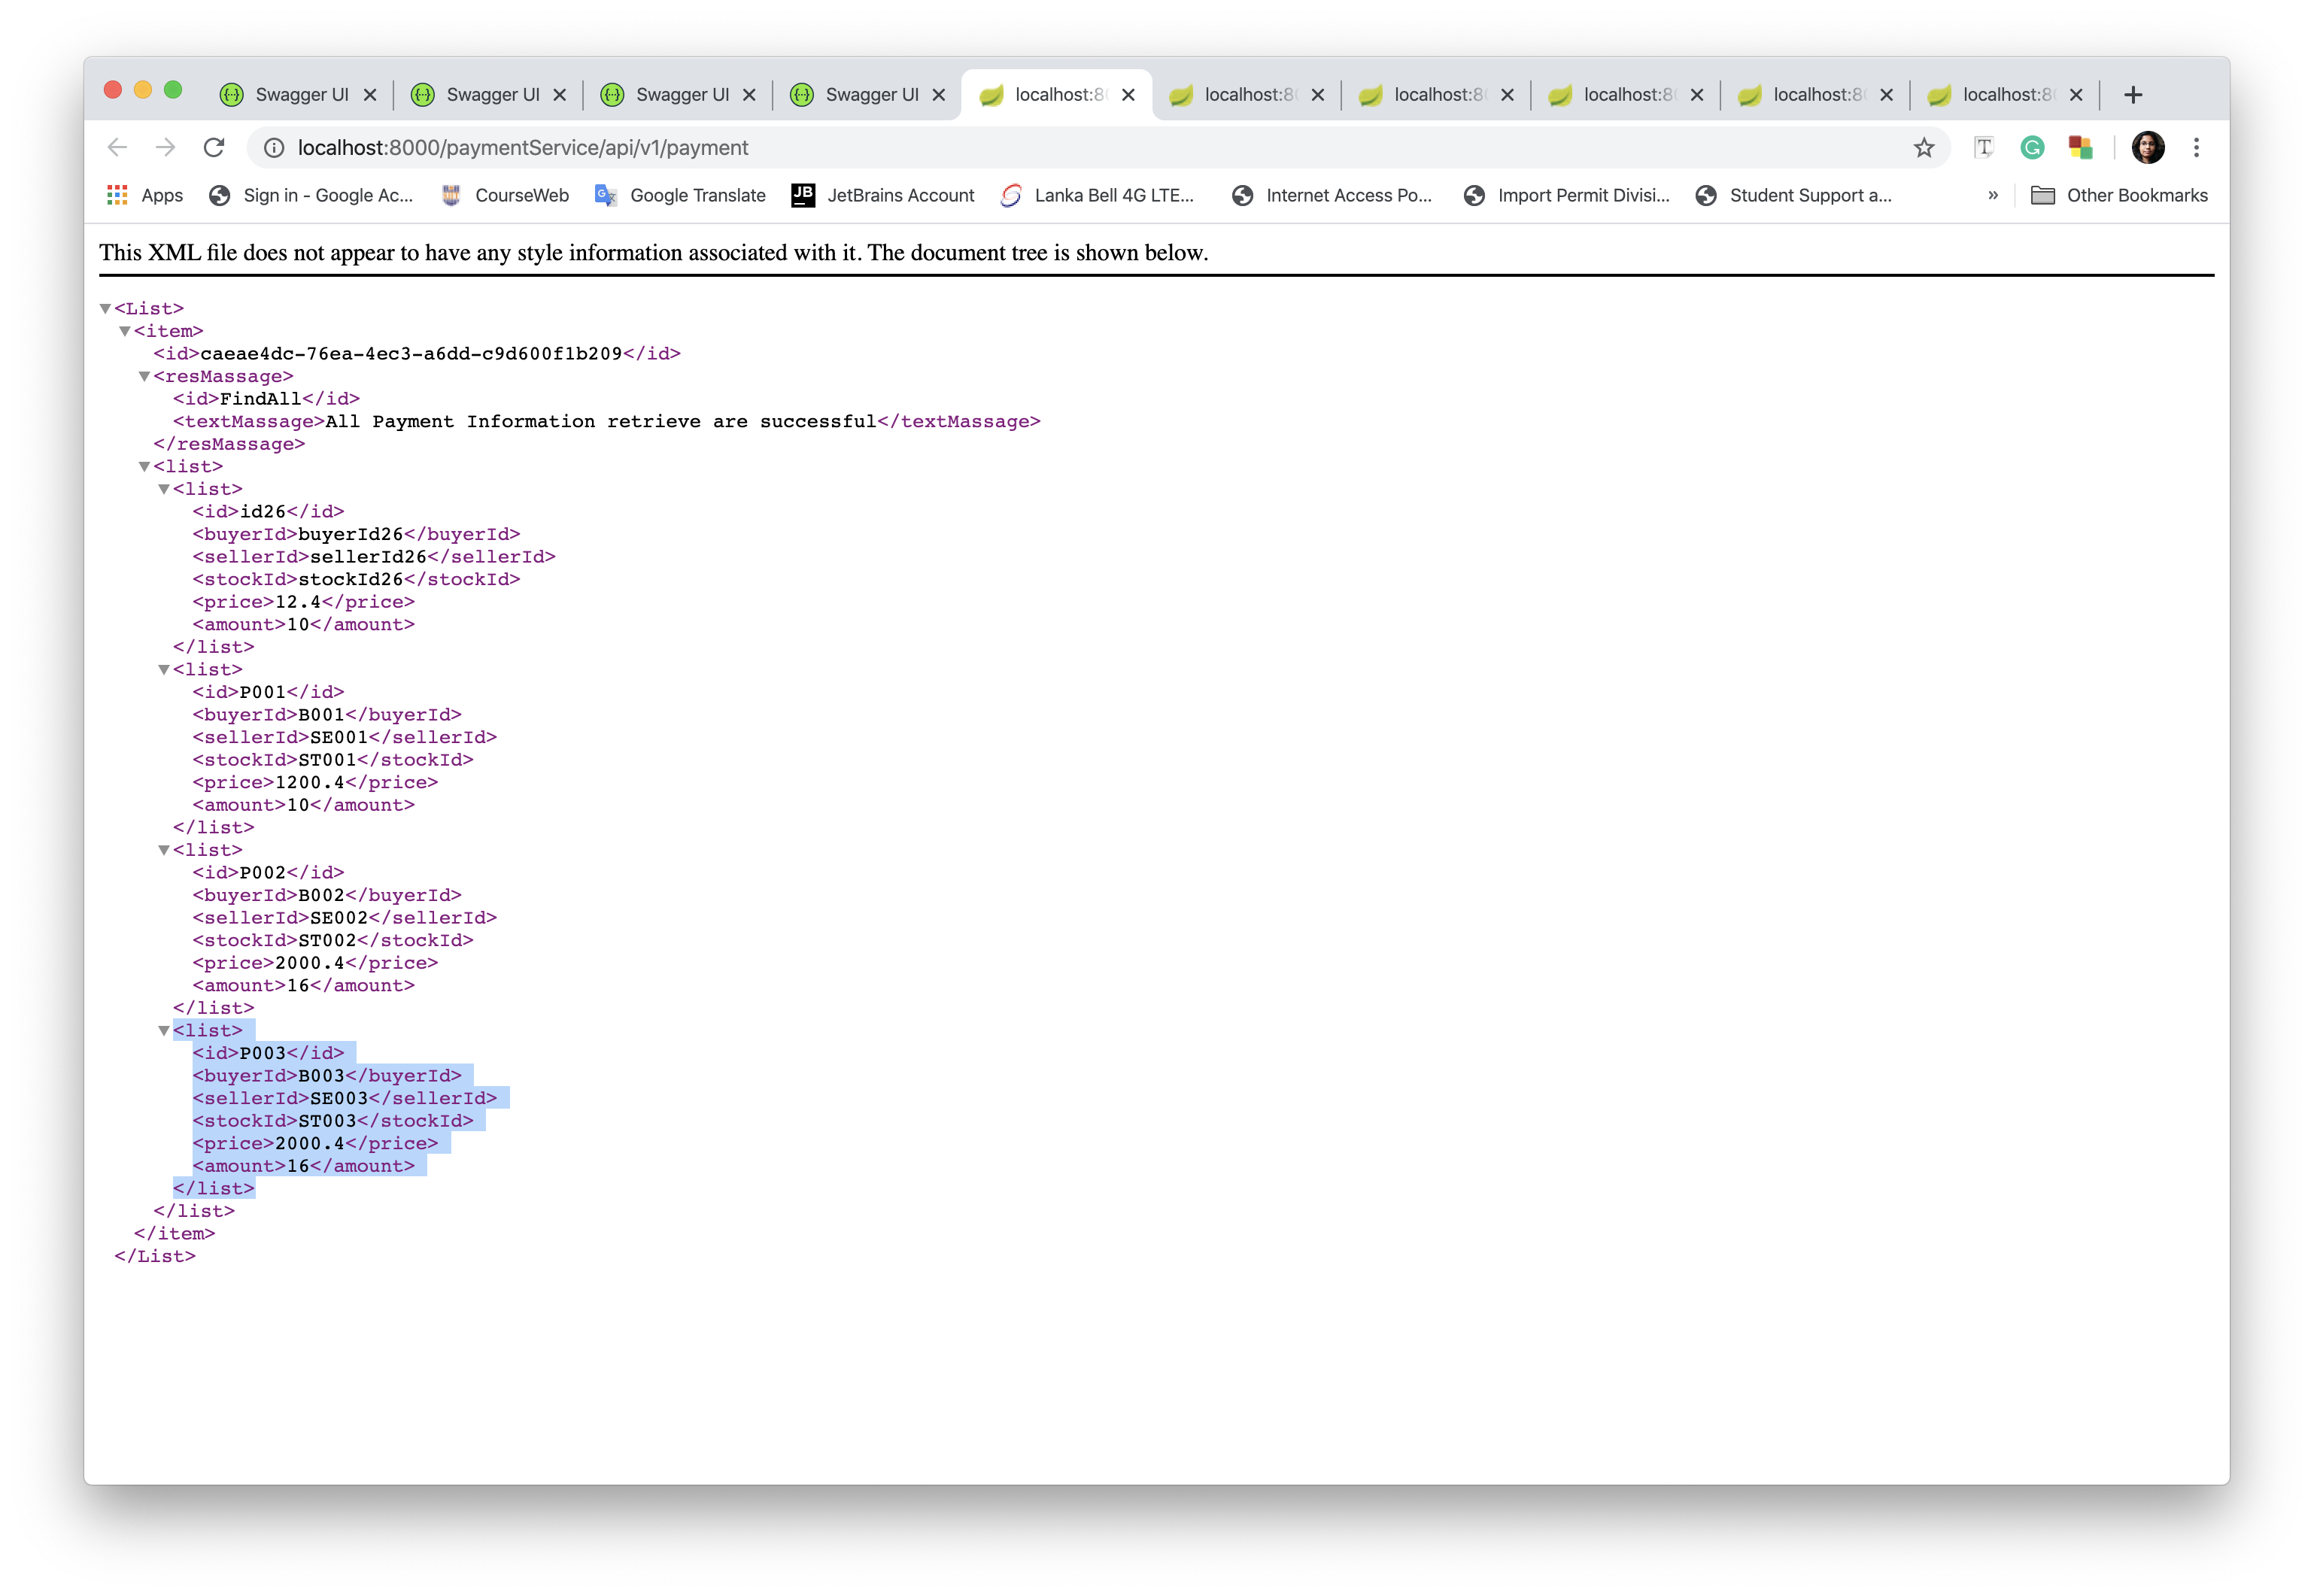 Swagger UI Swagger UI Swagger UI Swagger UI localhost:80 localhost:80 localhost:80 localhost:80 localhost:80 localhost:80
localhost:8000/paymentService/api/v1/payment
Apps Sign in - Google Ac... CourseWeb Google Translate JB JetBrains Account Lanka Bell 4G LTE... Internet Access Po... Import Permit Divisi... Student Support a... » Other Bookmarks
This XML file does not appear to have any style information associated with it. The document tree is shown below.
<List>
<item>
<id>caeae4dc-76ea-4ec3-a6dd-c9d600f1b209</id>
<resMassage>
<id>FindAll</id>
<textMassage>All Payment Information retrieve are successful</textMassage>
</resMassage>
<list>
<list>
<id>id26</id>
<buyerId>buyerId26</buyerId>
<sellerId>sellerId26</sellerId>
<stockId>stockId26</stockId>
<price>12.4</price>
<amount>10</amount>
</list>
<list>
<id>P001</id>
<buyerId>B001</buyerId>
<sellerId>SE001</sellerId>
<stockId>ST001</stockId>
<price>1200.4</price>
<amount>10</amount>
</list>
<list>
<id>P002</id>
<buyerId>B002</buyerId>
<sellerId>SE002</sellerId>
<stockId>ST002</stockId>
<price>2000.4</price>
<amount>16</amount>
</list>
<list>
<id>P003</id>
<buyerId>B003</buyerId>
<sellerId>SE003</sellerId>
<stockId>ST003</stockId>
<price>2000.4</price>
<amount>16</amount>
</list>
</list>
</item>
</List>